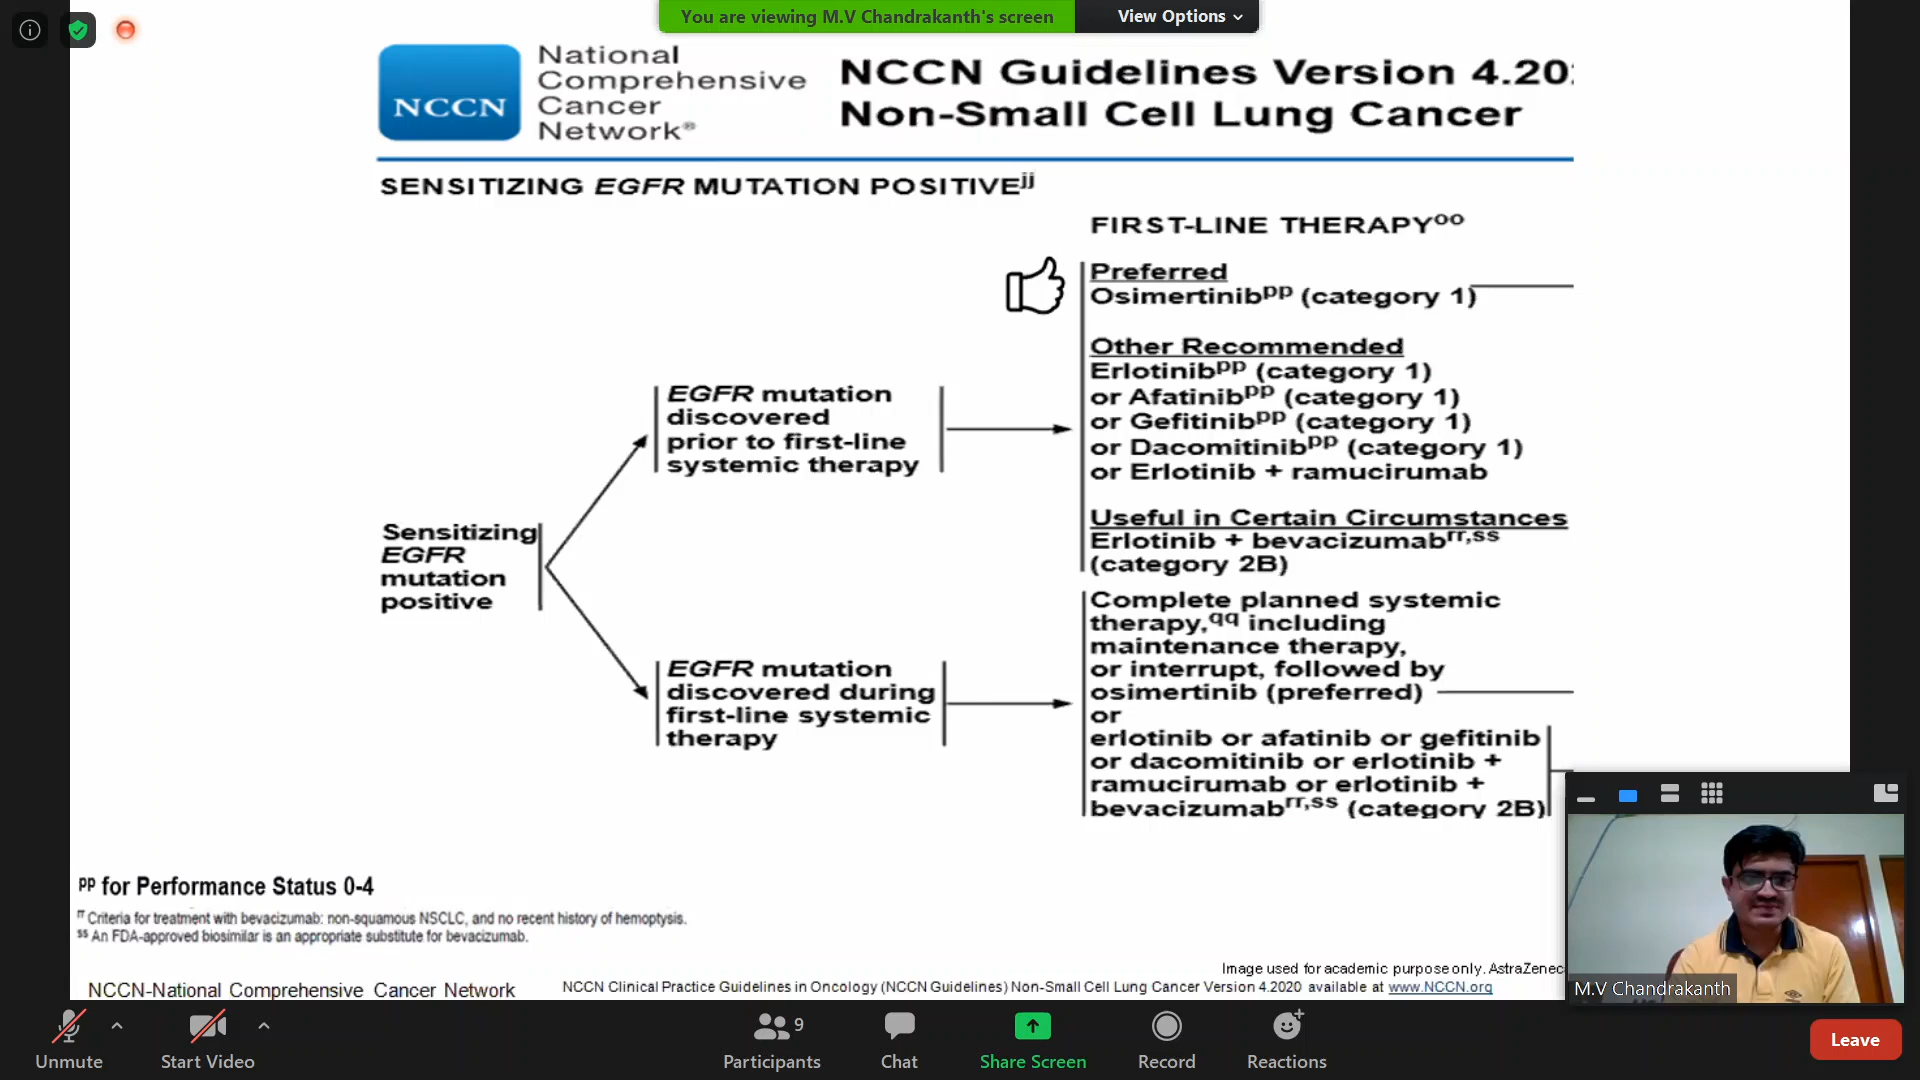 You are viewing M.V Chandrakanth's screen
View Options
NCCN
National
Comprehensive
Cancer
Network®
NCCN Guidelines Version 4.20
Non-Small Cell Lung Cancer
SENSITIZING EGFR MUTATION POSITIVEjj
FIRST-LINE THERAPYoo
Preferred
Osimertinibpp (category 1)
Other Recommended
Erlotinibpp (category 1)
or Afatinibpp (category 1)
or Gefitinibpp (category 1)
or Dacomitinibpp (category 1)
or Erlotinib + ramucirumab
Useful in Certain Circumstances
Erlotinib + bevacizumabrr,ss
(category 2B)
EGFR mutation
discovered
prior to first-line
systemic therapy
Sensitizing
EGFR
mutation
positive
EGFR mutation
discovered during
first-line systemic
therapy
Complete planned systemic
therapy,qq including
maintenance therapy,
or interrupt, followed by
osimertinib (preferred)
or
erlotinib or afatinib or gefitinib
or dacomitinib or erlotinib +
ramucirumab or erlotinib +
bevacizumabrr,ss (category 2B)
pp for Performance Status 0-4
rr Criteria for treatment with bevacizumab: non-squamous NSCLC, and no recent history of hemoptysis.
ss An FDA-approved biosimilar is an appropriate substitute for bevacizumab.
Image used for academic purpose only. AstraZenec
NCCN-National Comprehensive Cancer Network
NCCN Clinical Practice Guidelines in Oncology (NCCN Guidelines) Non-Small Cell Lung Cancer Version 4.2020 available at www.NCCN.org
M.V Chandrakanth
Unmute
Start Video
9
Participants
Chat
Share Screen
Record
Reactions
Leave